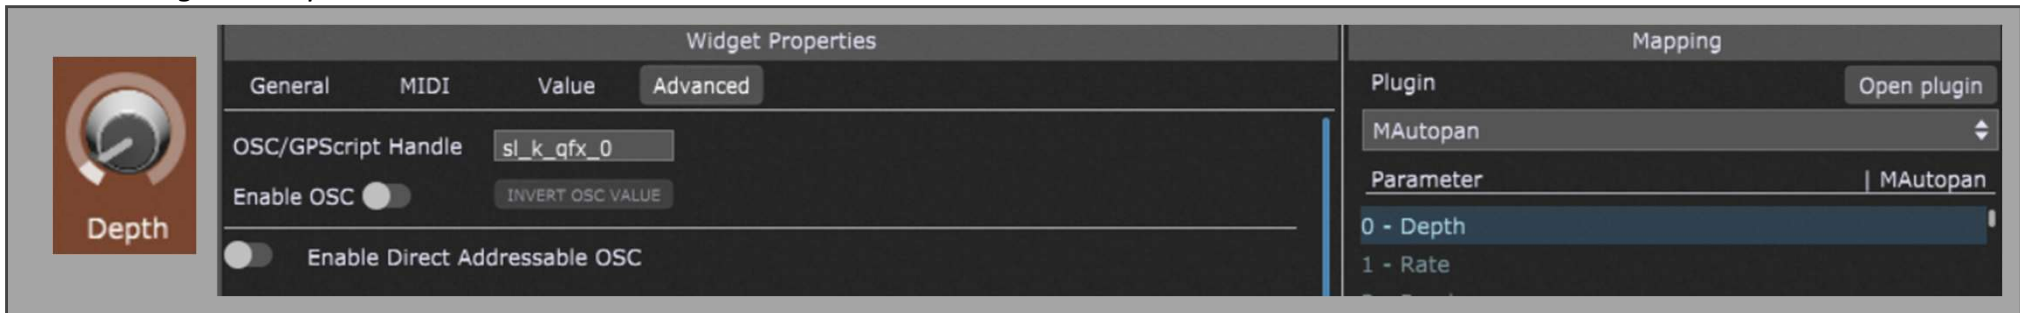 Depth
Widget Properties
General MIDI Value Advanced
OSC/GPScript Handle sl_k_qfx_0
Enable OSC INVERT OSC VALUE
Enable Direct Addressable OSC
Mapping
Plugin Open plugin
MAutopan
Parameter | MAutopan
0 - Depth
1 - Rate